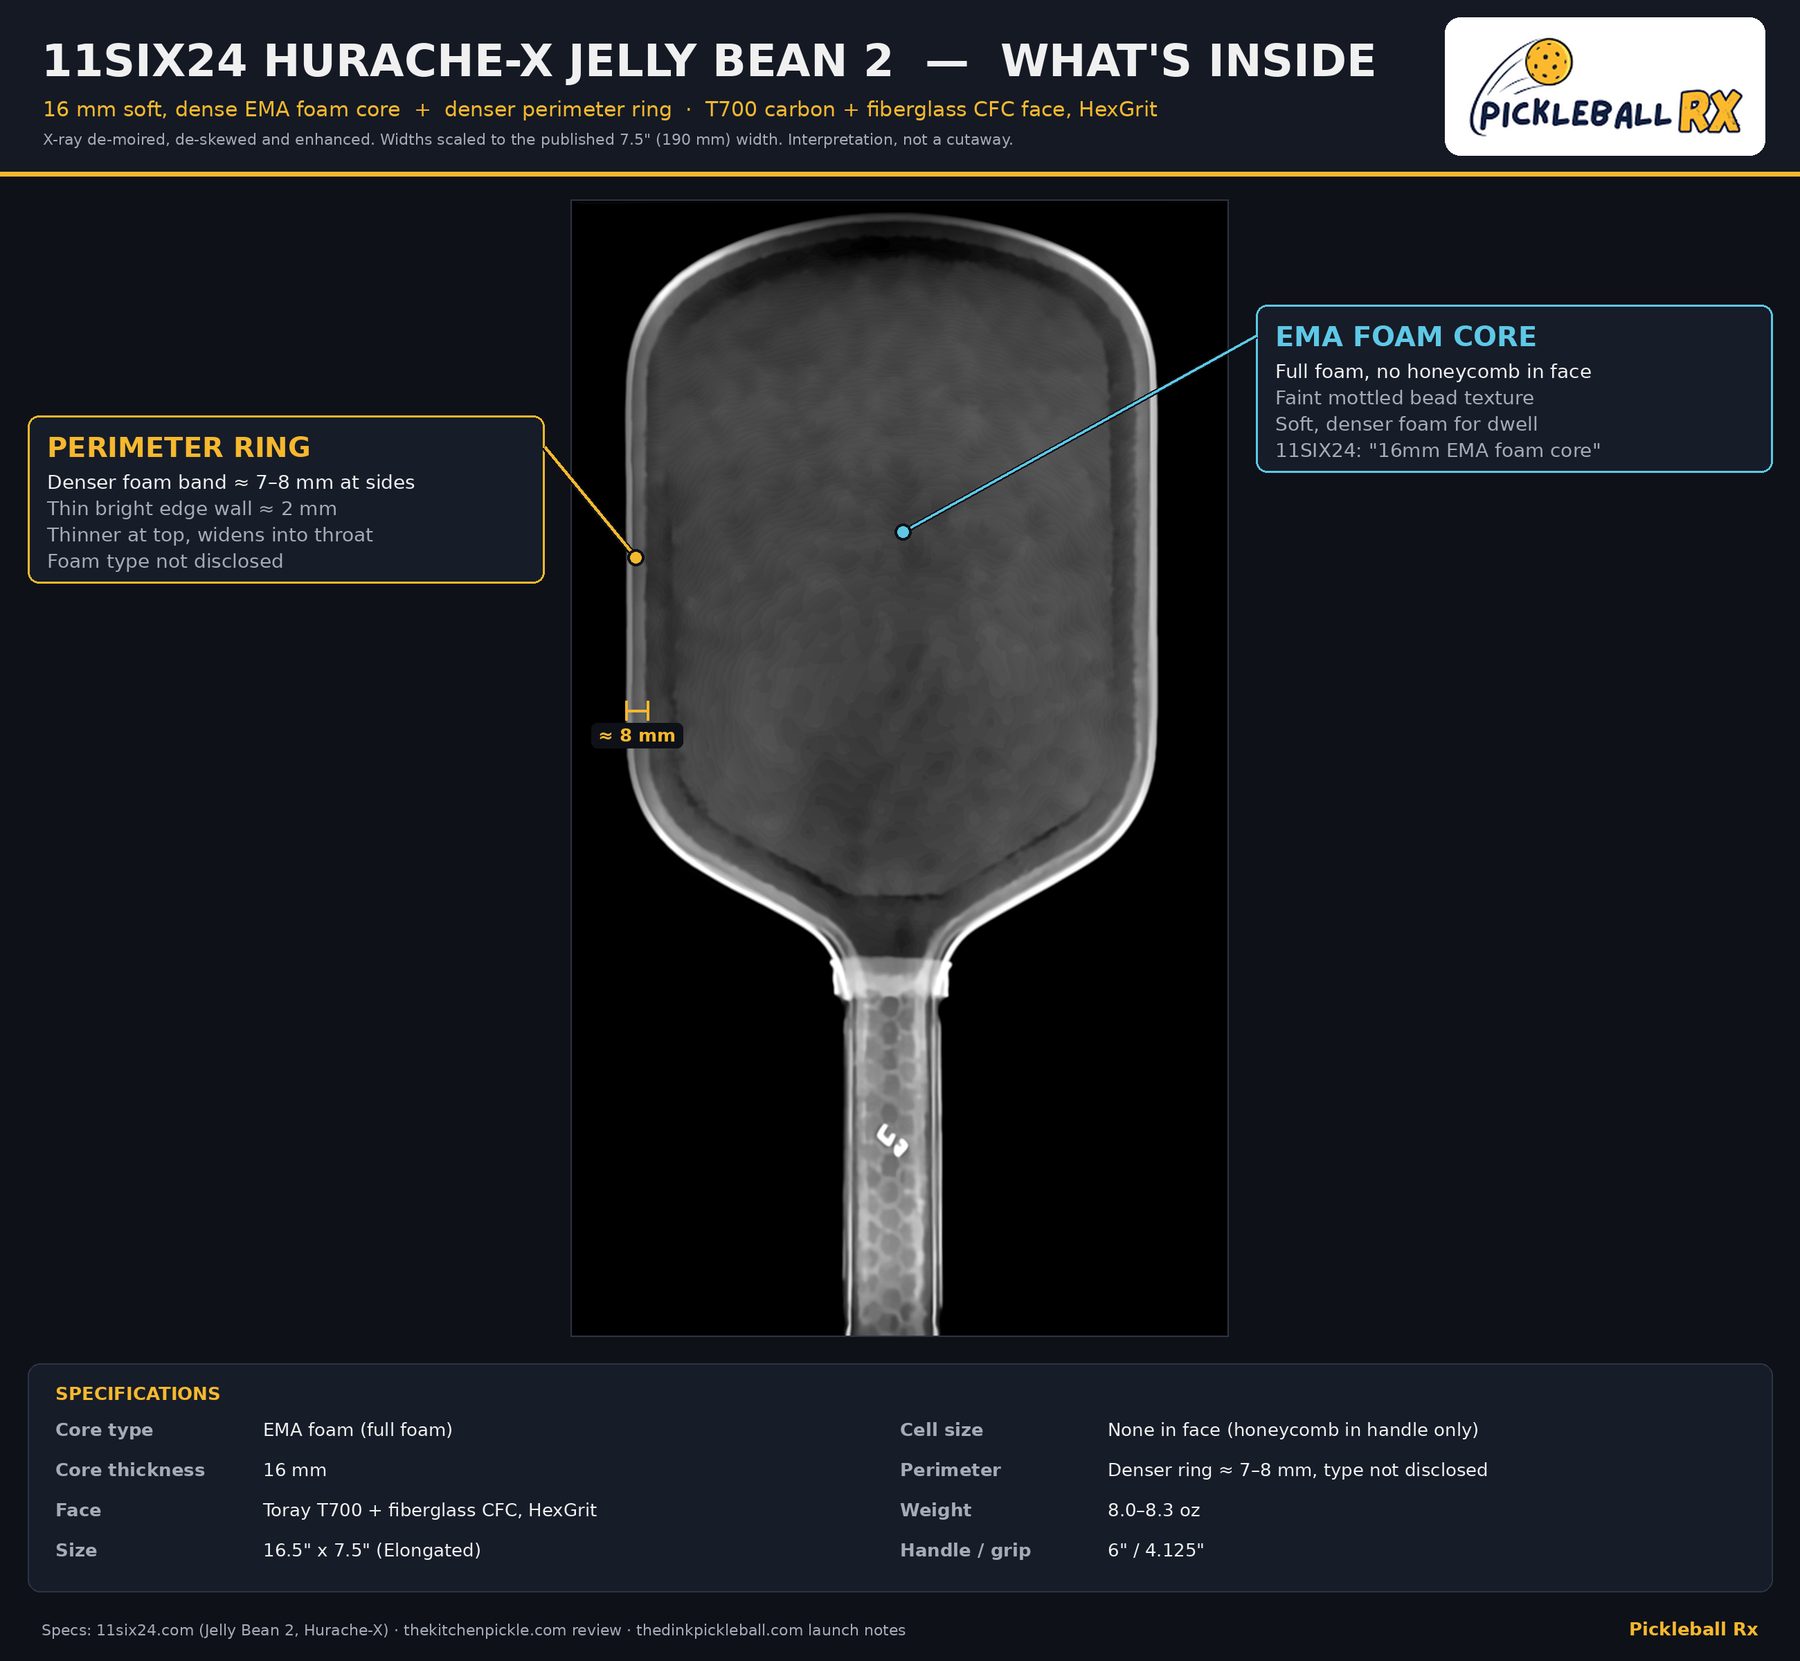 11SIX24 HURACHE-X JELLY BEAN 2 — WHAT'S INSIDE
16 mm soft, dense EMA foam core + denser perimeter ring · T700 carbon + fiberglass CFC face, HexGrit
X-ray de-moired, de-skewed and enhanced. Widths scaled to the published 7.5" (190 mm) width. Interpretation, not a cutaway.
PICKLEBALL RX
EMA FOAM CORE
Full foam, no honeycomb in face
Faint mottled bead texture
Soft, denser foam for dwell
11SIX24: "16mm EMA foam core"
PERIMETER RING
Denser foam band ≈ 7–8 mm at sides
Thin bright edge wall ≈ 2 mm
Thinner at top, widens into throat
Foam type not disclosed
≈ 8 mm
SPECIFICATIONS
Core type EMA foam (full foam)
Core thickness 16 mm
Face Toray T700 + fiberglass CFC, HexGrit
Size 16.5" x 7.5" (Elongated)
Cell size None in face (honeycomb in handle only)
Perimeter Denser ring ≈ 7–8 mm, type not disclosed
Weight 8.0–8.3 oz
Handle / grip 6" / 4.125"
Specs: 11six24.com (Jelly Bean 2, Hurache-X) · thekitchenpickle.com review · thedinkpickleball.com launch notes
Pickleball Rx